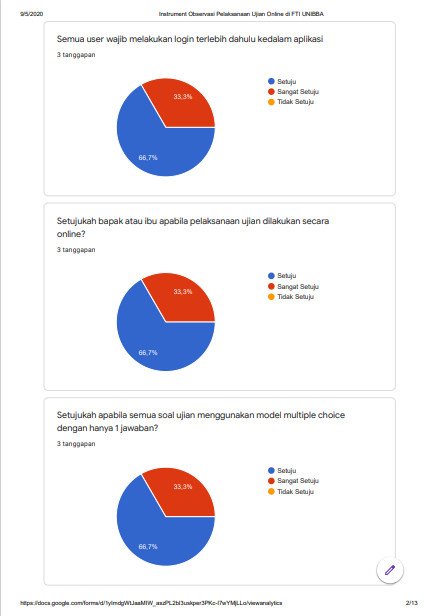 9/5/2020
Instrument Observasi Pelaksanaan Ujian Online di FTI UNIBBA
Semua user wajib melakukan login terlebih dahulu kedalam aplikasi
3 tanggapan
Setuju
Sangat Setuju
Tidak Setuju
33,3%
66,7%
Setujukah bapak atau ibu apabila pelaksanaan ujian dilakukan secara
online?
3 tanggapan
Setuju
Sangat Setuju
Tidak Setuju
33,3%
66,7%
Setujukah apabila semua soal ujian menggunakan model multiple choice
dengan hanya 1 jawaban?
3 tanggapan
Setuju
Sangat Setuju
Tidak Setuju
33,3%
66,7%
2/13